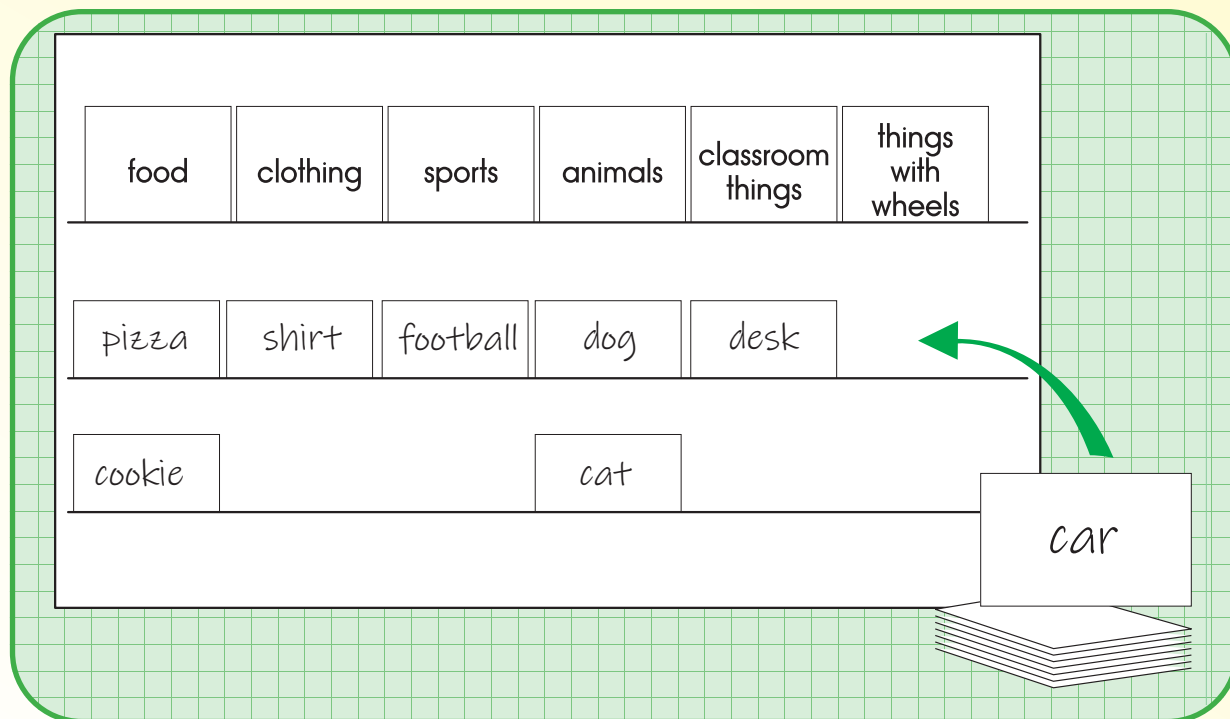 food
clothing
sports
animals
classroom
things
things
with
wheels
pizza
shirt
football
dog
desk
cookie
cat
car